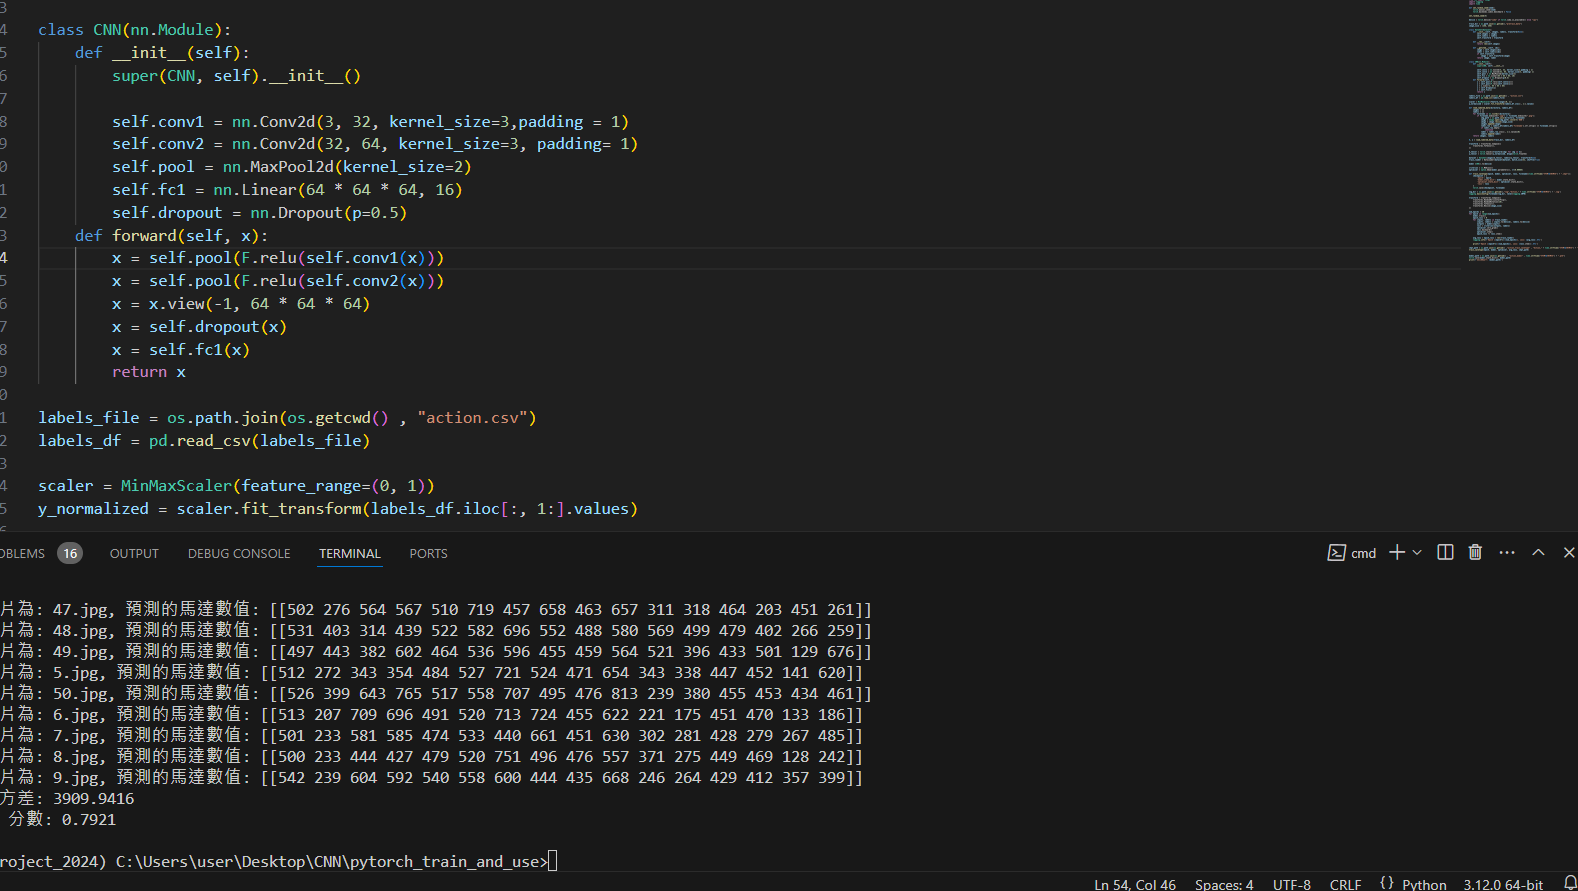 3
4 class CNN(nn.Module):
5 def __init__(self):
6 super(CNN, self).__init__()
7
8 self.conv1 = nn.Conv2d(3, 32, kernel_size=3,padding = 1)
9 self.conv2 = nn.Conv2d(32, 64, kernel_size=3, padding= 1)
0 self.pool = nn.MaxPool2d(kernel_size=2)
1 self.fc1 = nn.Linear(64 * 64 * 64, 16)
2 self.dropout = nn.Dropout(p=0.5)
3 def forward(self, x):
4 x = self.pool(F.relu(self.conv1(x)))
5 x = self.pool(F.relu(self.conv2(x)))
6 x = x.view(-1, 64 * 64 * 64)
7 x = self.dropout(x)
8 x = self.fc1(x)
9 return x
0
1 labels_file = os.path.join(os.getcwd() , "action.csv")
2 labels_df = pd.read_csv(labels_file)
3
4 scaler = MinMaxScaler(feature_range=(0, 1))
5 y_normalized = scaler.fit_transform(labels_df.iloc[:, 1:].values)
OBLEMS 16 OUTPUT DEBUG CONSOLE TERMINAL PORTS cmd
片為: 47.jpg, 預測的馬達數值: [[502 276 564 567 510 719 457 658 463 657 311 318 464 203 451 261]]
片為: 48.jpg, 預測的馬達數值: [[531 403 314 439 522 582 696 552 488 580 569 499 479 402 266 259]]
片為: 49.jpg, 預測的馬達數值: [[497 443 382 602 464 536 596 455 459 564 521 396 433 501 129 676]]
片為: 5.jpg, 預測的馬達數值: [[512 272 343 354 484 527 721 524 471 654 343 338 447 452 141 620]]
片為: 50.jpg, 預測的馬達數值: [[526 399 643 765 517 558 707 495 476 813 239 380 455 453 434 461]]
片為: 6.jpg, 預測的馬達數值: [[513 207 709 696 491 520 713 724 455 622 221 175 451 470 133 186]]
片為: 7.jpg, 預測的馬達數值: [[501 233 581 585 474 533 440 661 451 630 302 281 428 279 267 485]]
片為: 8.jpg, 預測的馬達數值: [[500 233 444 427 479 520 751 496 476 557 371 275 449 469 128 242]]
片為: 9.jpg, 預測的馬達數值: [[542 239 604 592 540 558 600 444 435 668 246 264 429 412 357 399]]
方差: 3909.9416
分數: 0.7921
roject_2024) C:\Users\user\Desktop\CNN\pytorch_train_and_use>
Ln 54, Col 46 Spaces: 4 UTF-8 CRLF {} Python 3.12.0 64-bit